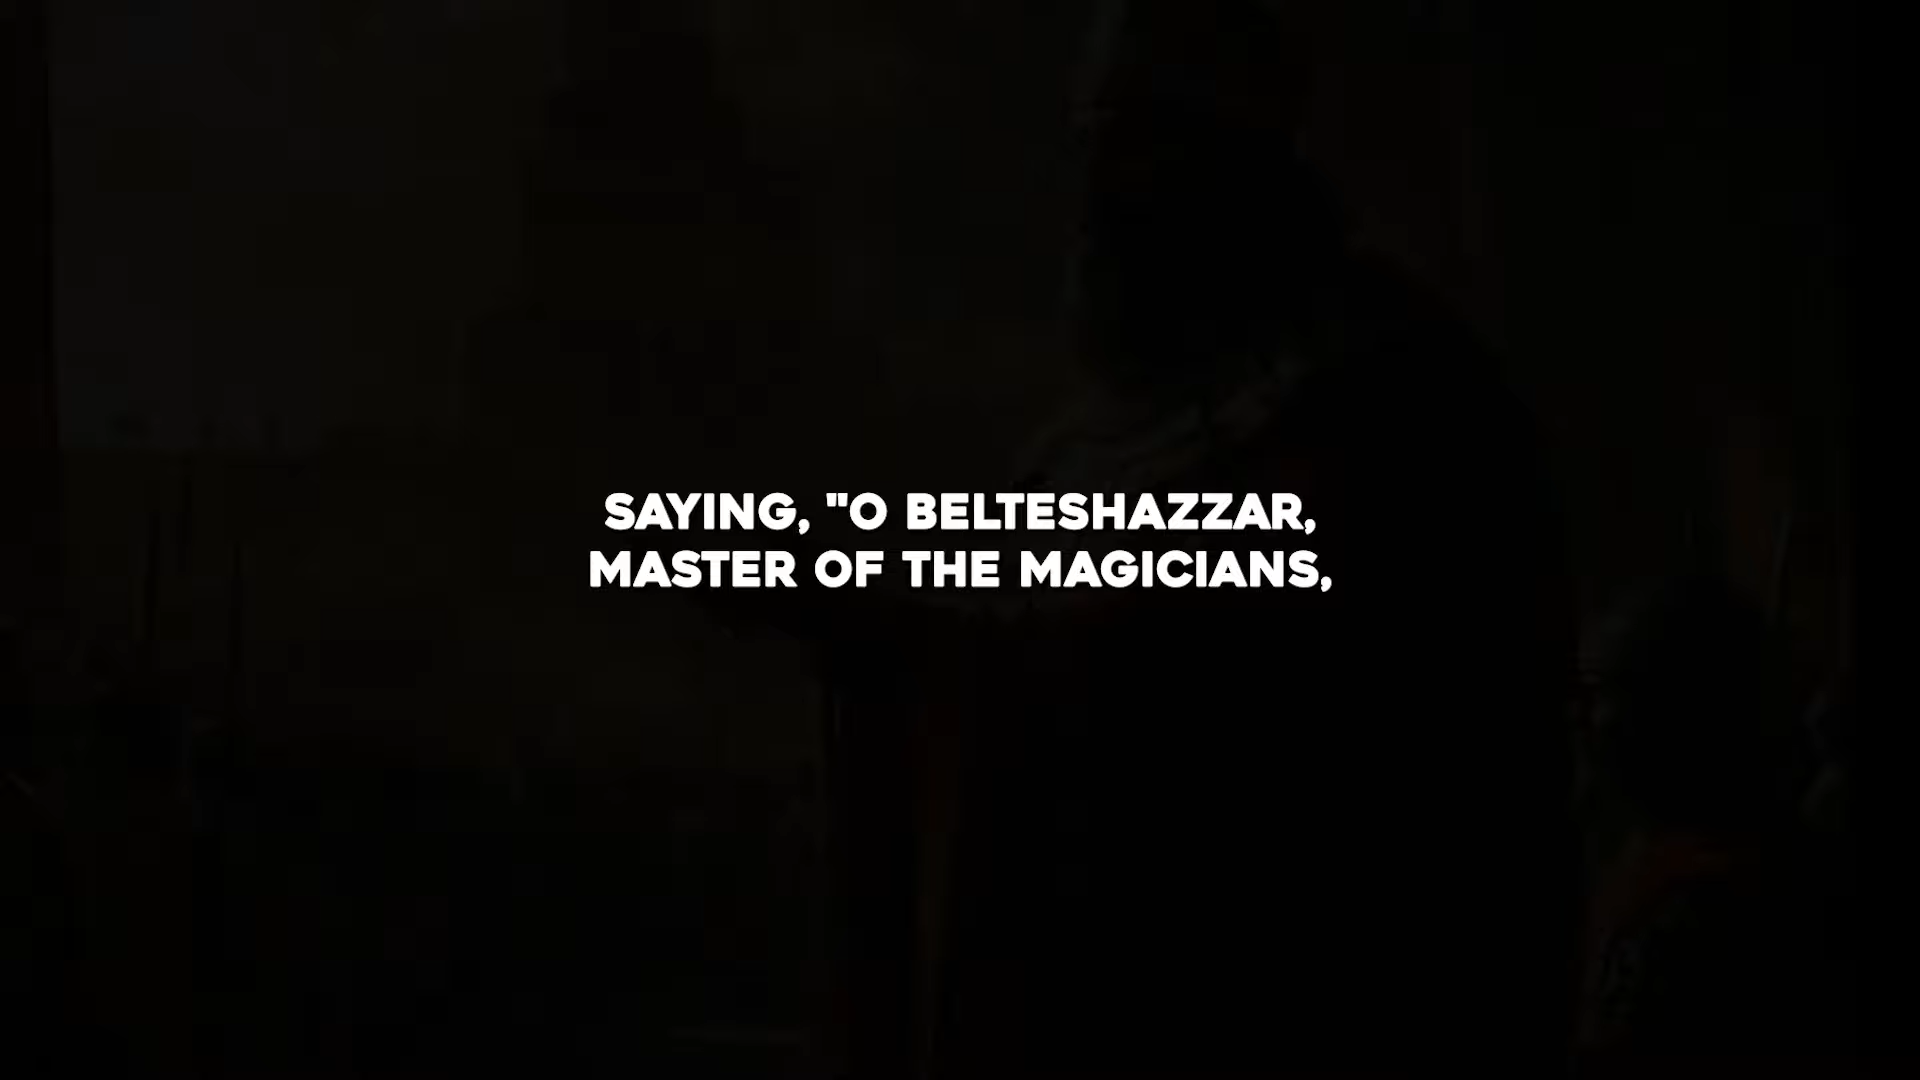 SAYING, "O BELTESHAZZAR,
MASTER OF THE MAGICIANS,